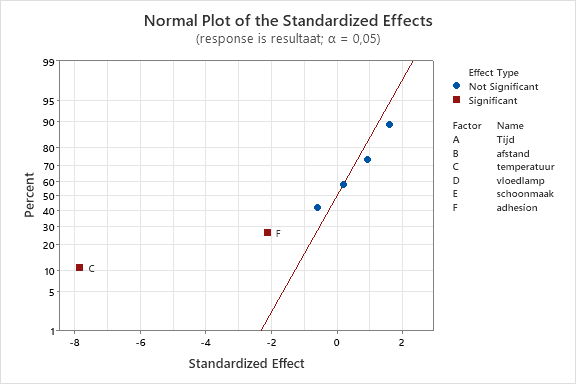 Normal Plot of the Standardized Effects
(response is resultaat; α = 0,05)
99
95
90
80
70
60
50
40
30
20
10
5
1
Percent
-8
-6
-4
-2
0
2
Standardized Effect
C
F
Effect Type
Not Significant
Significant
Factor Name
A Tijd
B afstand
C temperatuur
D vloedlamp
E schoonmaak
F adhesion